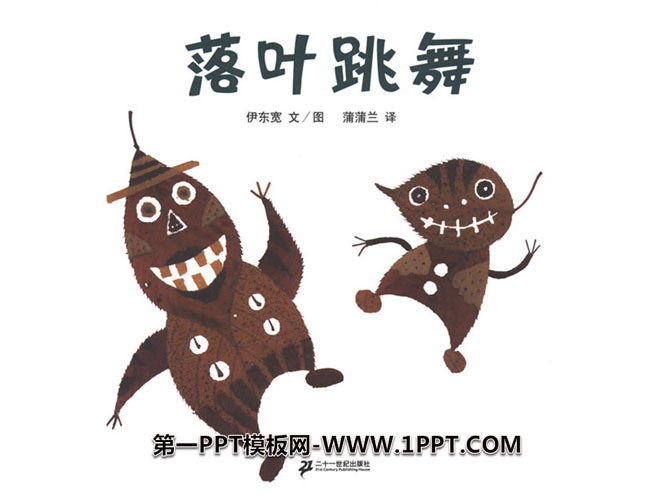 落叶跳舞
伊东宽 文/图 蒲蒲兰 译
第一PPT模板网-WWW.1PPT.COM
21 二十一世纪出版社
21st Century Publishing House